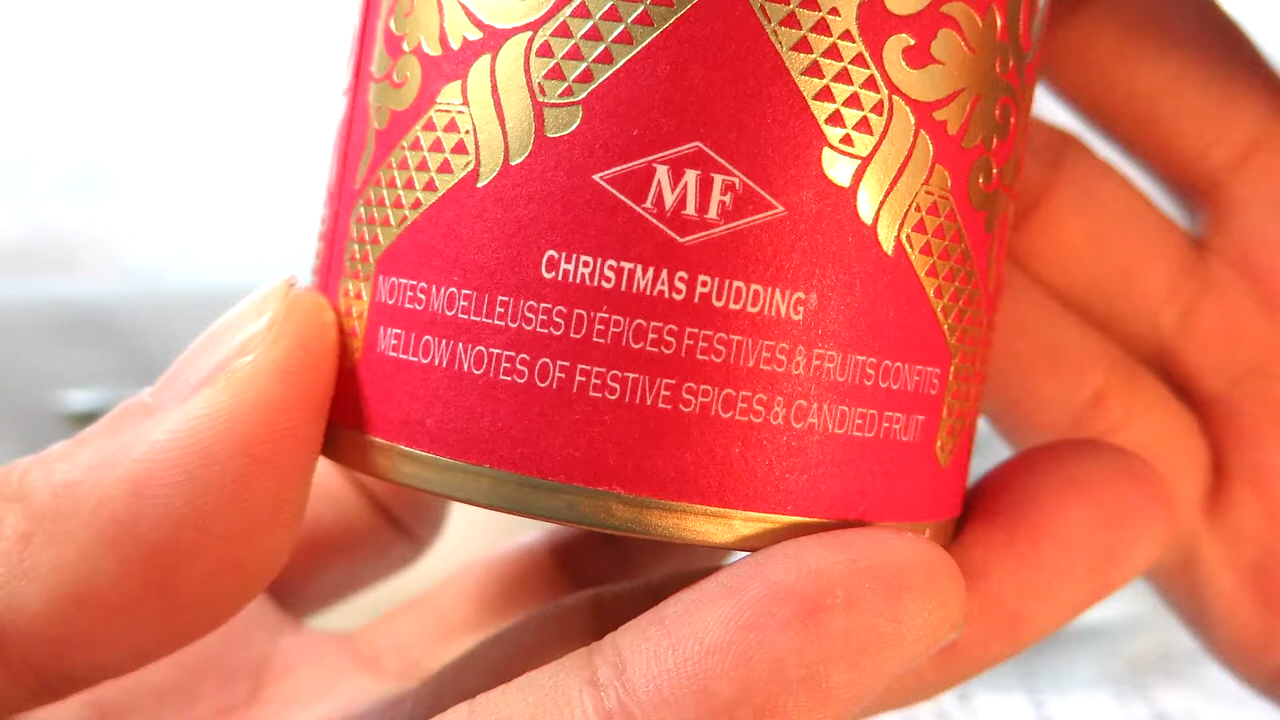 MF
CHRISTMAS PUDDING®
NOTES MOELLEUSES D'ÉPICES FESTIVES & FRUITS CONFITS
MELLOW NOTES OF FESTIVE SPICES & CANDIED FRUIT